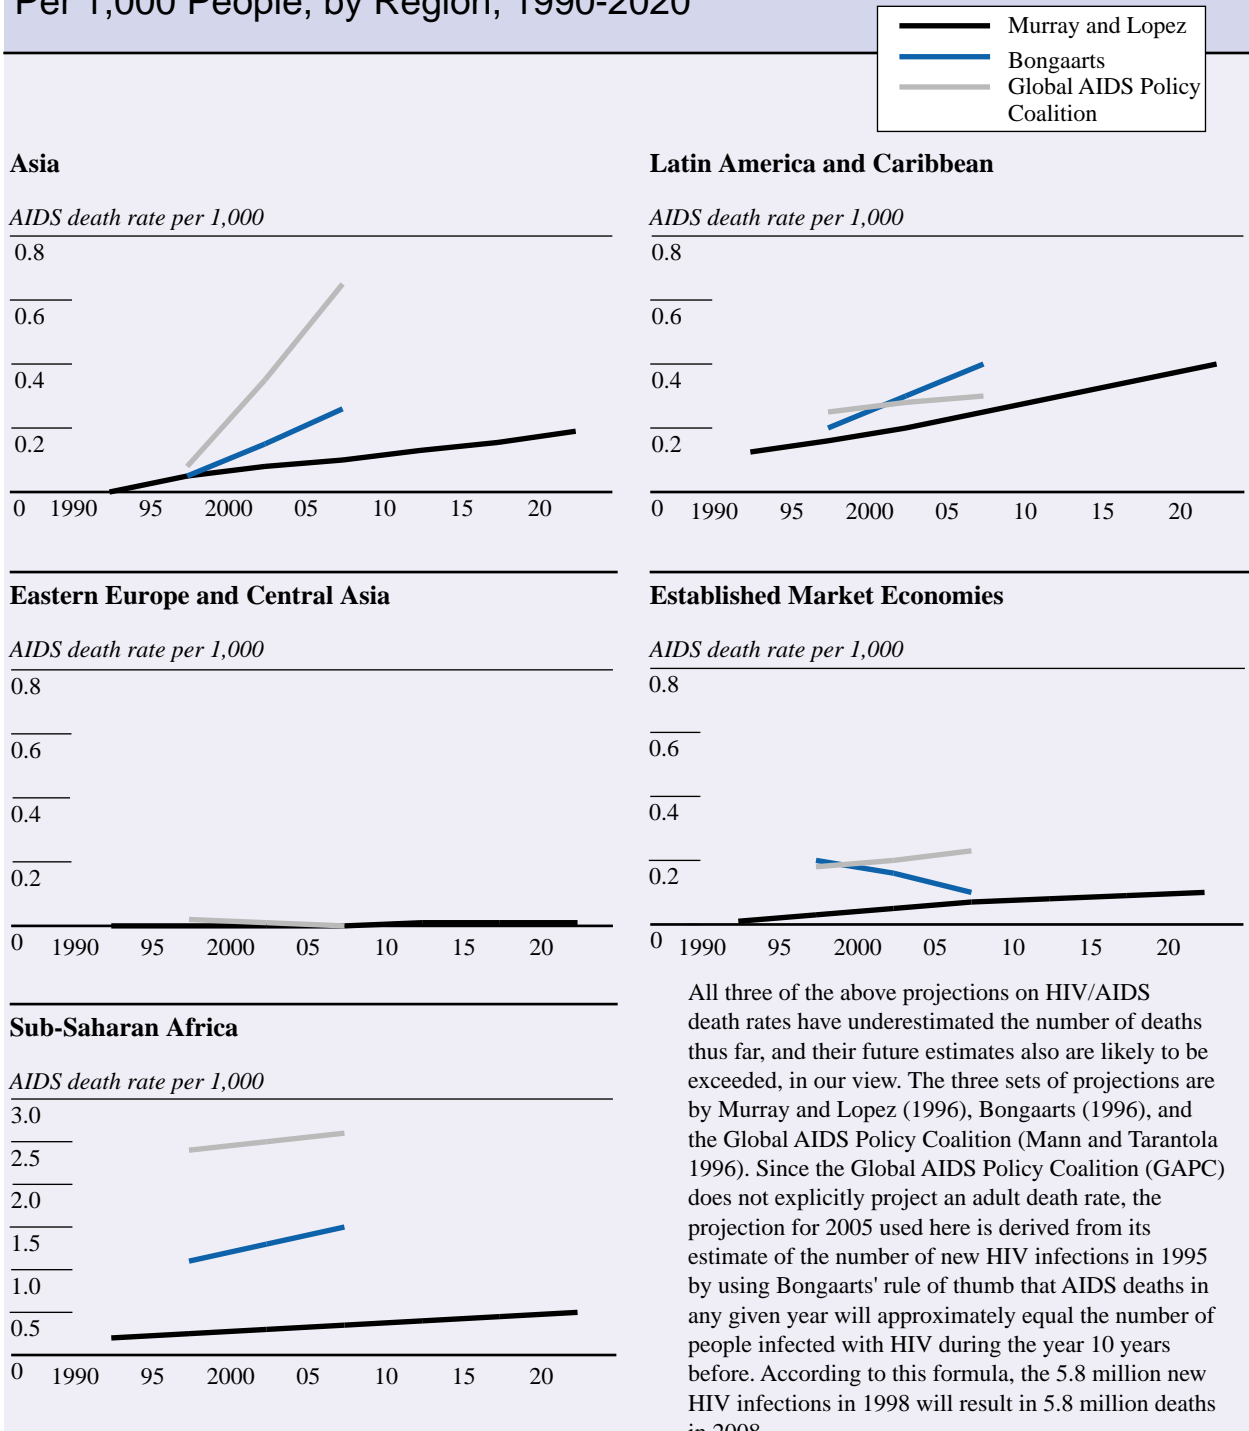 Per 1,000 People, by Region, 1990-2020
Murray and Lopez
Bongaarts
Global AIDS Policy
Coalition
Asia
AIDS death rate per 1,000
0.8
0.6
0.4
0.2
0 1990 95 2000 05 10 15 20
Latin America and Caribbean
AIDS death rate per 1,000
0.8
0.6
0.4
0.2
0 1990 95 2000 05 10 15 20
Eastern Europe and Central Asia
AIDS death rate per 1,000
0.8
0.6
0.4
0.2
0 1990 95 2000 05 10 15 20
Established Market Economies
AIDS death rate per 1,000
0.8
0.6
0.4
0.2
0 1990 95 2000 05 10 15 20
Sub-Saharan Africa
AIDS death rate per 1,000
3.0
2.5
2.0
1.5
1.0
0.5
0 1990 95 2000 05 10 15 20
All three of the above projections on HIV/AIDS
death rates have underestimated the number of deaths
thus far, and their future estimates also are likely to be
exceeded, in our view. The three sets of projections are
by Murray and Lopez (1996), Bongaarts (1996), and
the Global AIDS Policy Coalition (Mann and Tarantola
1996). Since the Global AIDS Policy Coalition (GAPC)
does not explicitly project an adult death rate, the
projection for 2005 used here is derived from its
estimate of the number of new HIV infections in 1995
by using Bongaarts' rule of thumb that AIDS deaths in
any given year will approximately equal the number of
people infected with HIV during the year 10 years
before. According to this formula, the 5.8 million new
HIV infections in 1998 will result in 5.8 million deaths
in 2008.